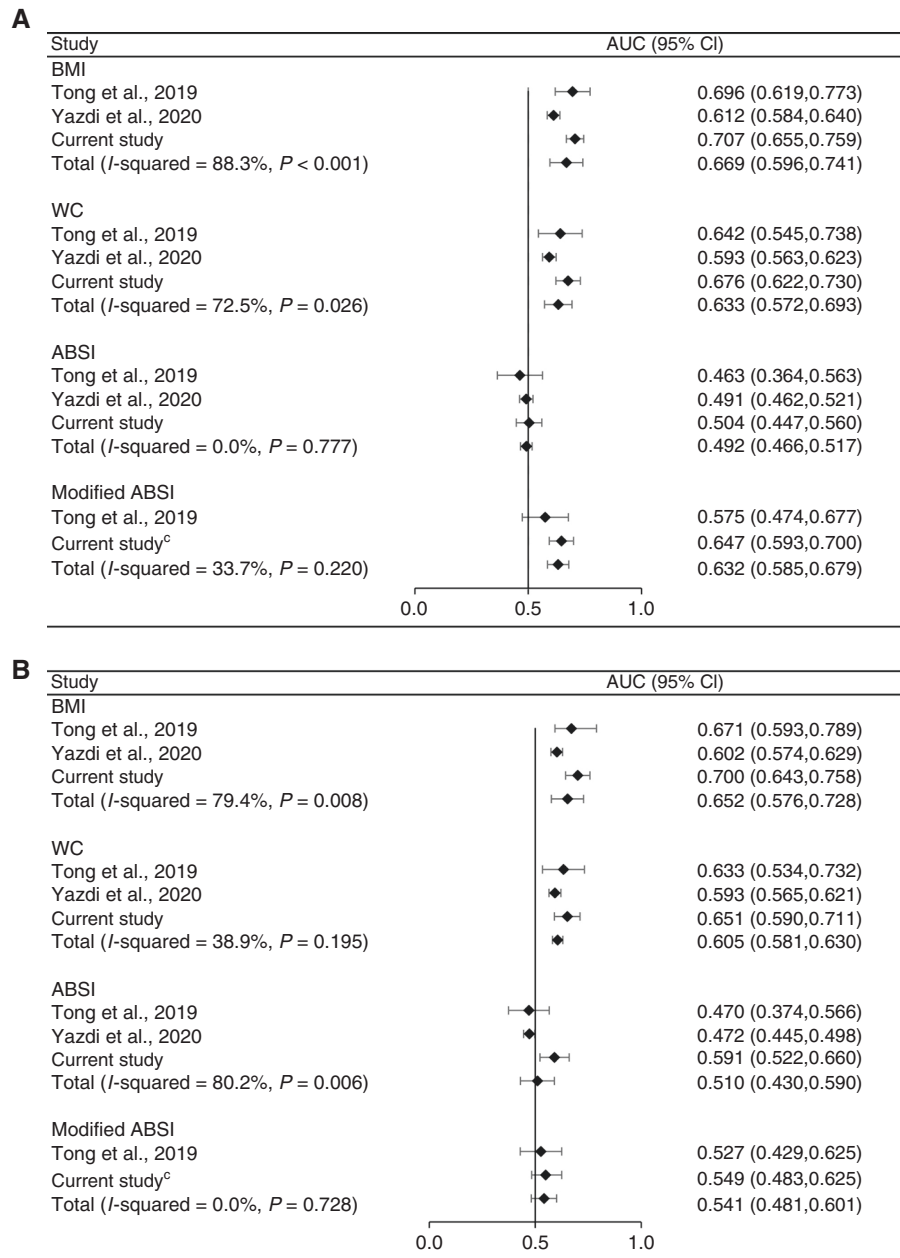 A
Study AUC (95% CI)
BMI
Tong et al., 2019 0.696 (0.619,0.773)
Yazdi et al., 2020 0.612 (0.584,0.640)
Current study 0.707 (0.655,0.759)
Total (I-squared = 88.3%, P < 0.001) 0.669 (0.596,0.741)
WC
Tong et al., 2019 0.642 (0.545,0.738)
Yazdi et al., 2020 0.593 (0.563,0.623)
Current study 0.676 (0.622,0.730)
Total (I-squared = 72.5%, P = 0.026) 0.633 (0.572,0.693)
ABSI
Tong et al., 2019 0.463 (0.364,0.563)
Yazdi et al., 2020 0.491 (0.462,0.521)
Current study 0.504 (0.447,0.560)
Total (I-squared = 0.0%, P = 0.777) 0.492 (0.466,0.517)
Modified ABSI
Tong et al., 2019 0.575 (0.474,0.677)
Current studyᶜ 0.647 (0.593,0.700)
Total (I-squared = 33.7%, P = 0.220) 0.632 (0.585,0.679)
0.0 0.5 1.0
B
Study AUC (95% CI)
BMI
Tong et al., 2019 0.671 (0.593,0.789)
Yazdi et al., 2020 0.602 (0.574,0.629)
Current study 0.700 (0.643,0.758)
Total (I-squared = 79.4%, P = 0.008) 0.652 (0.576,0.728)
WC
Tong et al., 2019 0.633 (0.534,0.732)
Yazdi et al., 2020 0.593 (0.565,0.621)
Current study 0.651 (0.590,0.711)
Total (I-squared = 38.9%, P = 0.195) 0.605 (0.581,0.630)
ABSI
Tong et al., 2019 0.470 (0.374,0.566)
Yazdi et al., 2020 0.472 (0.445,0.498)
Current study 0.591 (0.522,0.660)
Total (I-squared = 80.2%, P = 0.006) 0.510 (0.430,0.590)
Modified ABSI
Tong et al., 2019 0.527 (0.429,0.625)
Current studyᶜ 0.549 (0.483,0.625)
Total (I-squared = 0.0%, P = 0.728) 0.541 (0.481,0.601)
0.0 0.5 1.0